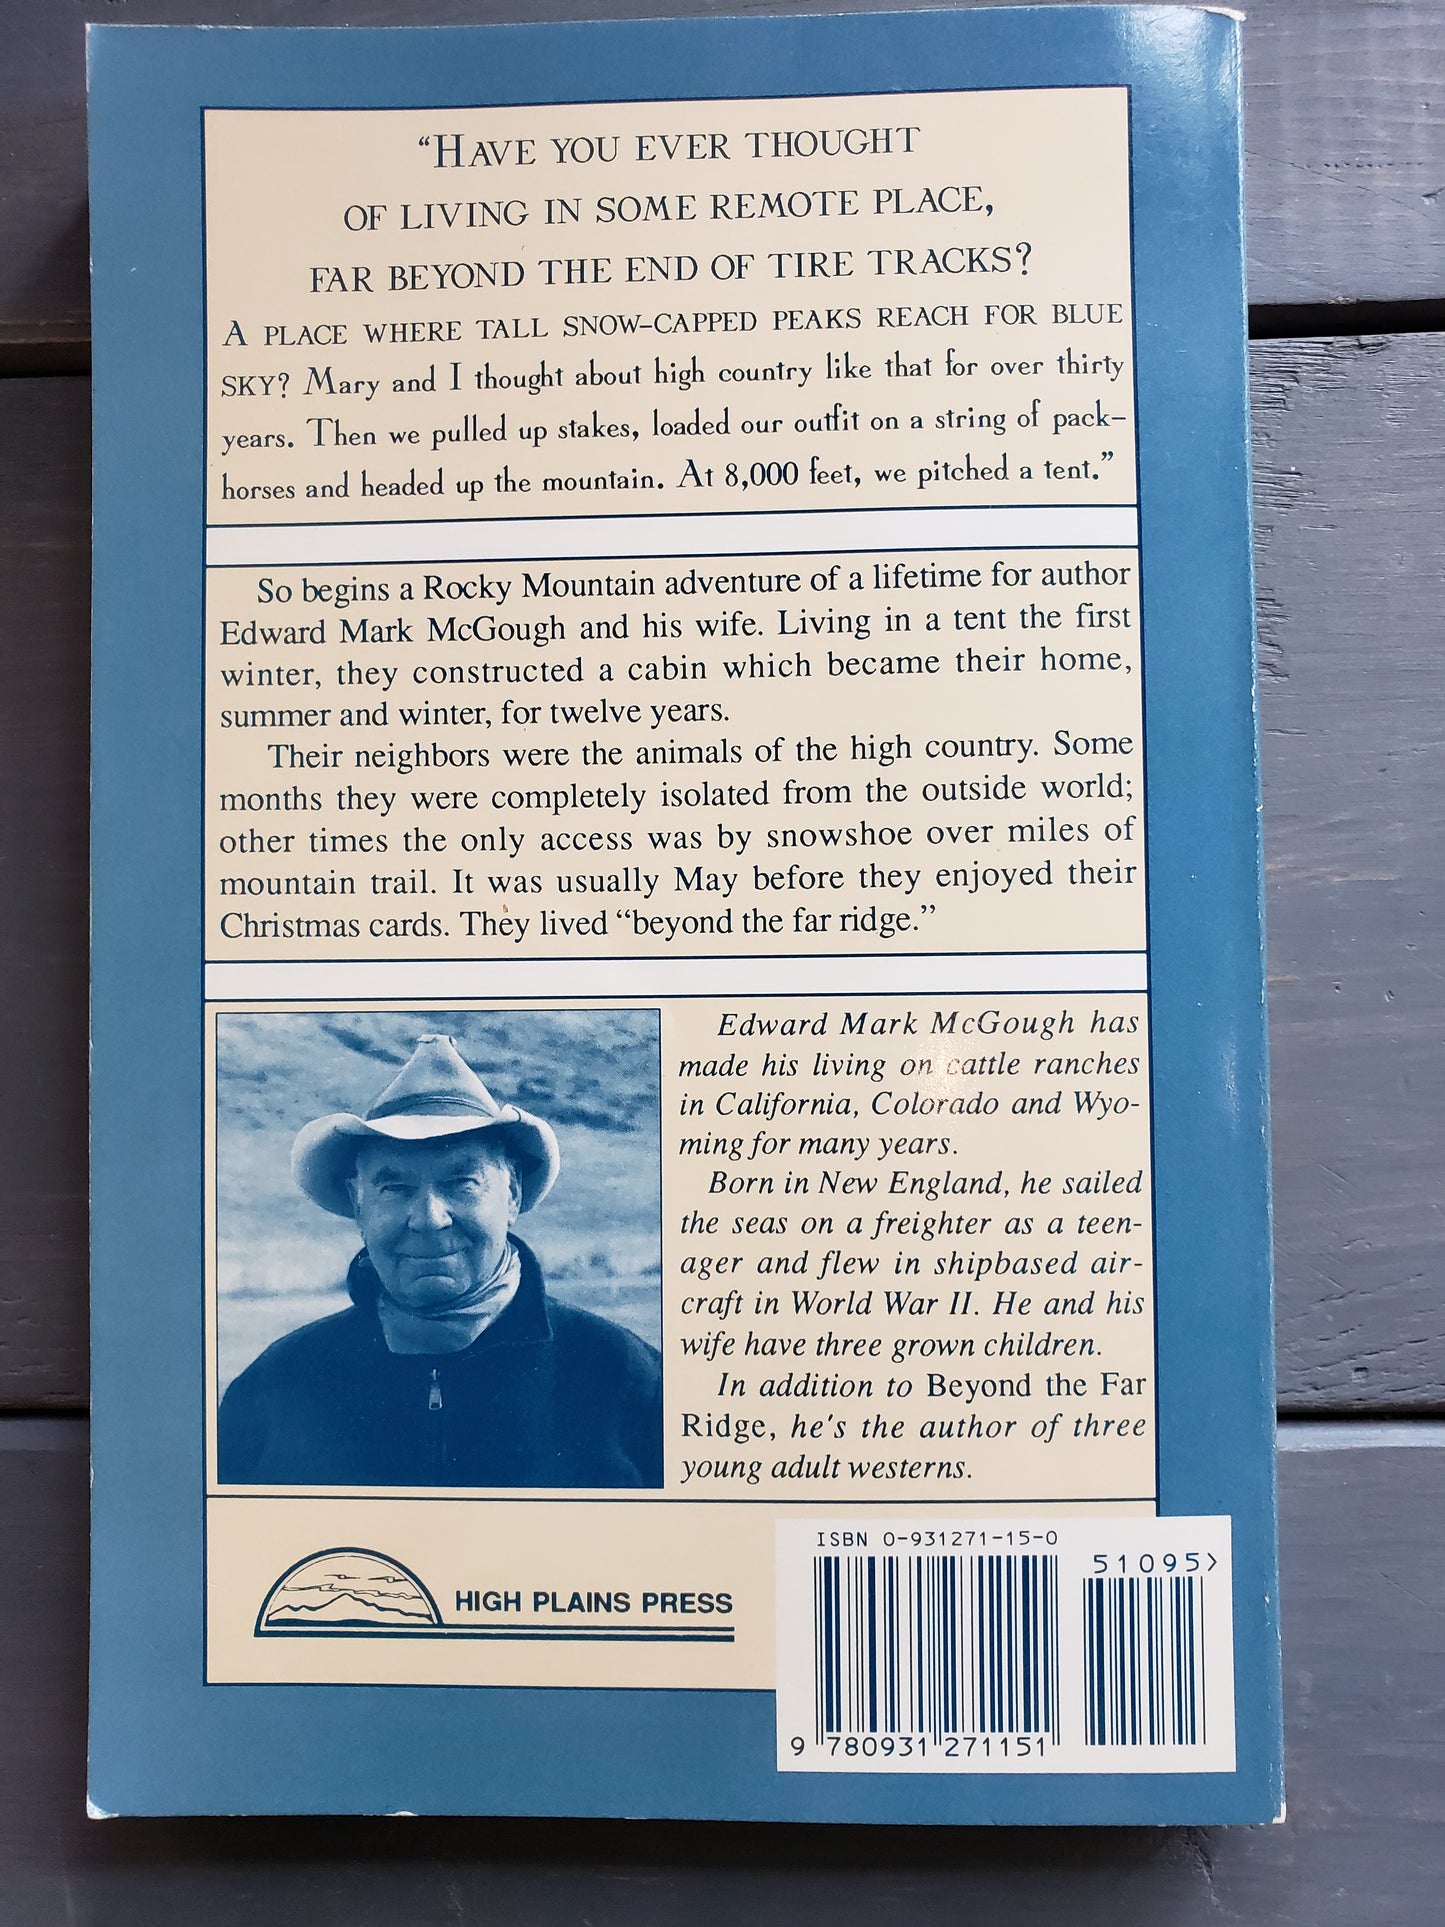 “HAVE YOU EVER THOUGHT
OF LIVING IN SOME REMOTE PLACE,
FAR BEYOND THE END OF TIRE TRACKS?
A PLACE WHERE TALL SNOW-CAPPED PEAKS REACH FOR BLUE
SKY? Mary and I thought about high country like that for over thirty
years. Then we pulled up stakes, loaded our outfit on a string of pack-
horses and headed up the mountain. At 8,000 feet, we pitched a tent.”
So begins a Rocky Mountain adventure of a lifetime for author
Edward Mark McGough and his wife. Living in a tent the first
winter, they constructed a cabin which became their home,
summer and winter, for twelve years.
Their neighbors were the animals of the high country. Some
months they were completely isolated from the outside world;
other times the only access was by snowshoe over miles of
mountain trail. It was usually May before they enjoyed their
Christmas cards. They lived “beyond the far ridge.”
Edward Mark McGough has
made his living on cattle ranches
in California, Colorado and Wyo-
ming for many years.
Born in New England, he sailed
the seas on a freighter as a teen-
ager and flew in shipbased air-
craft in World War II. He and his
wife have three grown children.
In addition to Beyond the Far
Ridge, he's the author of three
young adult westerns.
HIGH PLAINS PRESS
ISBN 0-931271-15-0
51095>
9 780931 271151